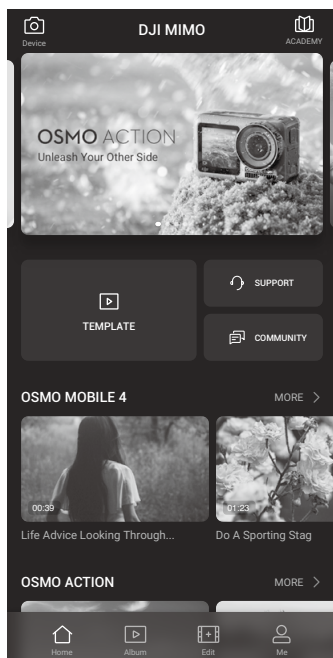 DJI MIMO
Device
ACADEMY
OSMO ACTION
Unleash Your Other Side
TEMPLATE
SUPPORT
COMMUNITY
OSMO MOBILE 4
MORE
00:39
01:23
Life Advice Looking Through...
Do A Sporting Stag
OSMO ACTION
MORE
Home
Album
Edit
Me